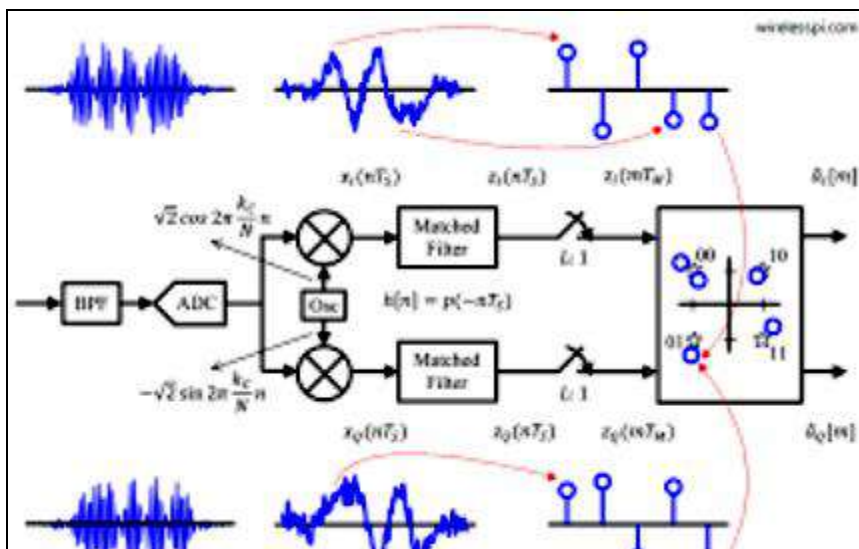 wirelesspi.com
x_I(nT_S) z_I(nT_S) z_I(mT_M) â_I[m]
√2 cos 2π k_C/N n
Matched
Filter
L: 1
00 10
BPF ADC Osc h[n] = p(−nT_S)
01 11
Matched
Filter
L: 1
−√2 sin 2π k_C/N n
x_Q(nT_S) z_Q(nT_S) z_Q(mT_M) â_Q[m]